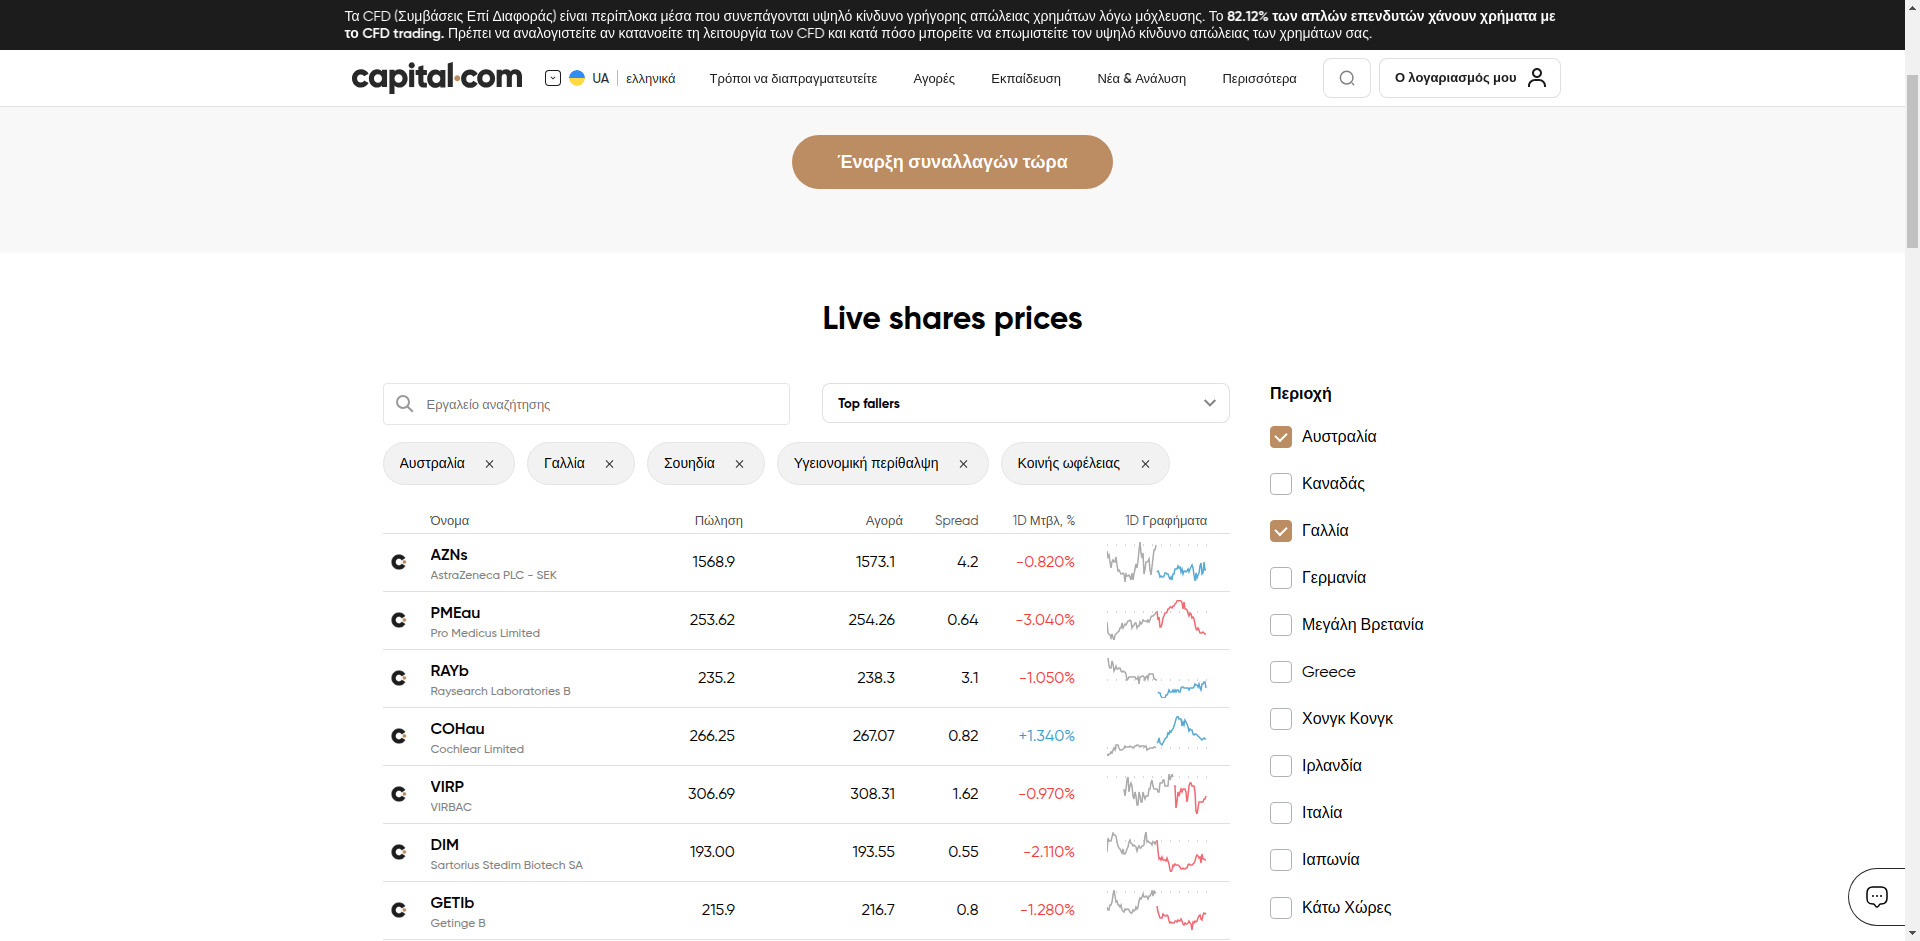 Τα CFD (Συμβάσεις Επί Διαφοράς) είναι περίπλοκα μέσα που συνεπάγονται υψηλό κίνδυνο γρήγορης απώλειας χρημάτων λόγω μόχλευσης. Το 82.12% των απλών επενδυτών χάνουν χρήματα με
το CFD trading. Πρέπει να αναλογιστείτε αν κατανοείτε τη λειτουργία των CFD και κατά πόσο μπορείτε να επωμιστείτε τον υψηλό κίνδυνο απώλειας των χρημάτων σας.
capital.com UA ελληνικά Τρόποι να διαπραγματευτείτε Αγορές Εκπαίδευση Νέα & Ανάλυση Περισσότερα Ο λογαριασμός μου
Έναρξη συναλλαγών τώρα
Live shares prices
Εργαλείο αναζήτησης Top fallers
Αυστραλία Γαλλία Σουηδία Υγειονομική περίθαλψη Κοινής ωφέλειας
Όνομα Πώληση Αγορά Spread 1D Μτβλ, % 1D Γραφήματα
AZNs 1568.9 1573.1 4.2 -0.820%
AstraZeneca PLC - SEK
PMEau 253.62 254.26 0.64 -3.040%
Pro Medicus Limited
RAYb 235.2 238.3 3.1 -1.050%
Raysearch Laboratories B
COHau 266.25 267.07 0.82 +1.340%
Cochlear Limited
VIRP 306.69 308.31 1.62 -0.970%
VIRBAC
DIM 193.00 193.55 0.55 -2.110%
Sartorius Stedim Biotech SA
GETIb 215.9 216.7 0.8 -1.280%
Getinge B
Περιοχή
Αυστραλία
Καναδάς
Γαλλία
Γερμανία
Μεγάλη Βρετανία
Greece
Χονγκ Κονγκ
Ιρλανδία
Ιταλία
Ιαπωνία
Κάτω Χώρες